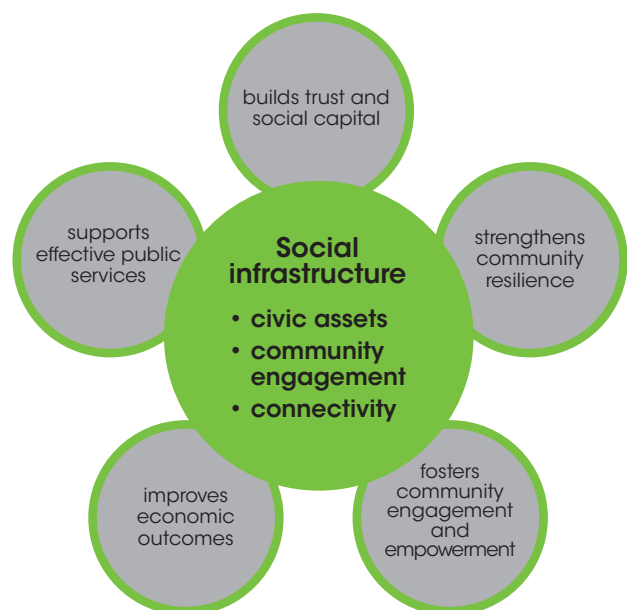 builds trust and
social capital
supports
effective public
services
Social
infrastructure
• civic assets
• community
engagement
• connectivity
strengthens
community
resilience
improves
economic
outcomes
fosters
community
engagement
and
empowerment